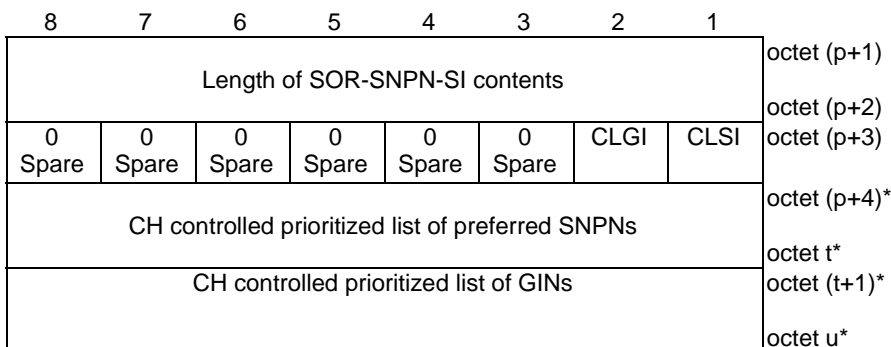 8 7 6 5 4 3 2 1
octet (p+1)
Length of SOR-SNPN-SI contents
octet (p+2)
0 0 0 0 0 0 CLGI CLSI octet (p+3)
Spare Spare Spare Spare Spare Spare
octet (p+4)*
CH controlled prioritized list of preferred SNPNs
octet t*
CH controlled prioritized list of GINs octet (t+1)*
octet u*